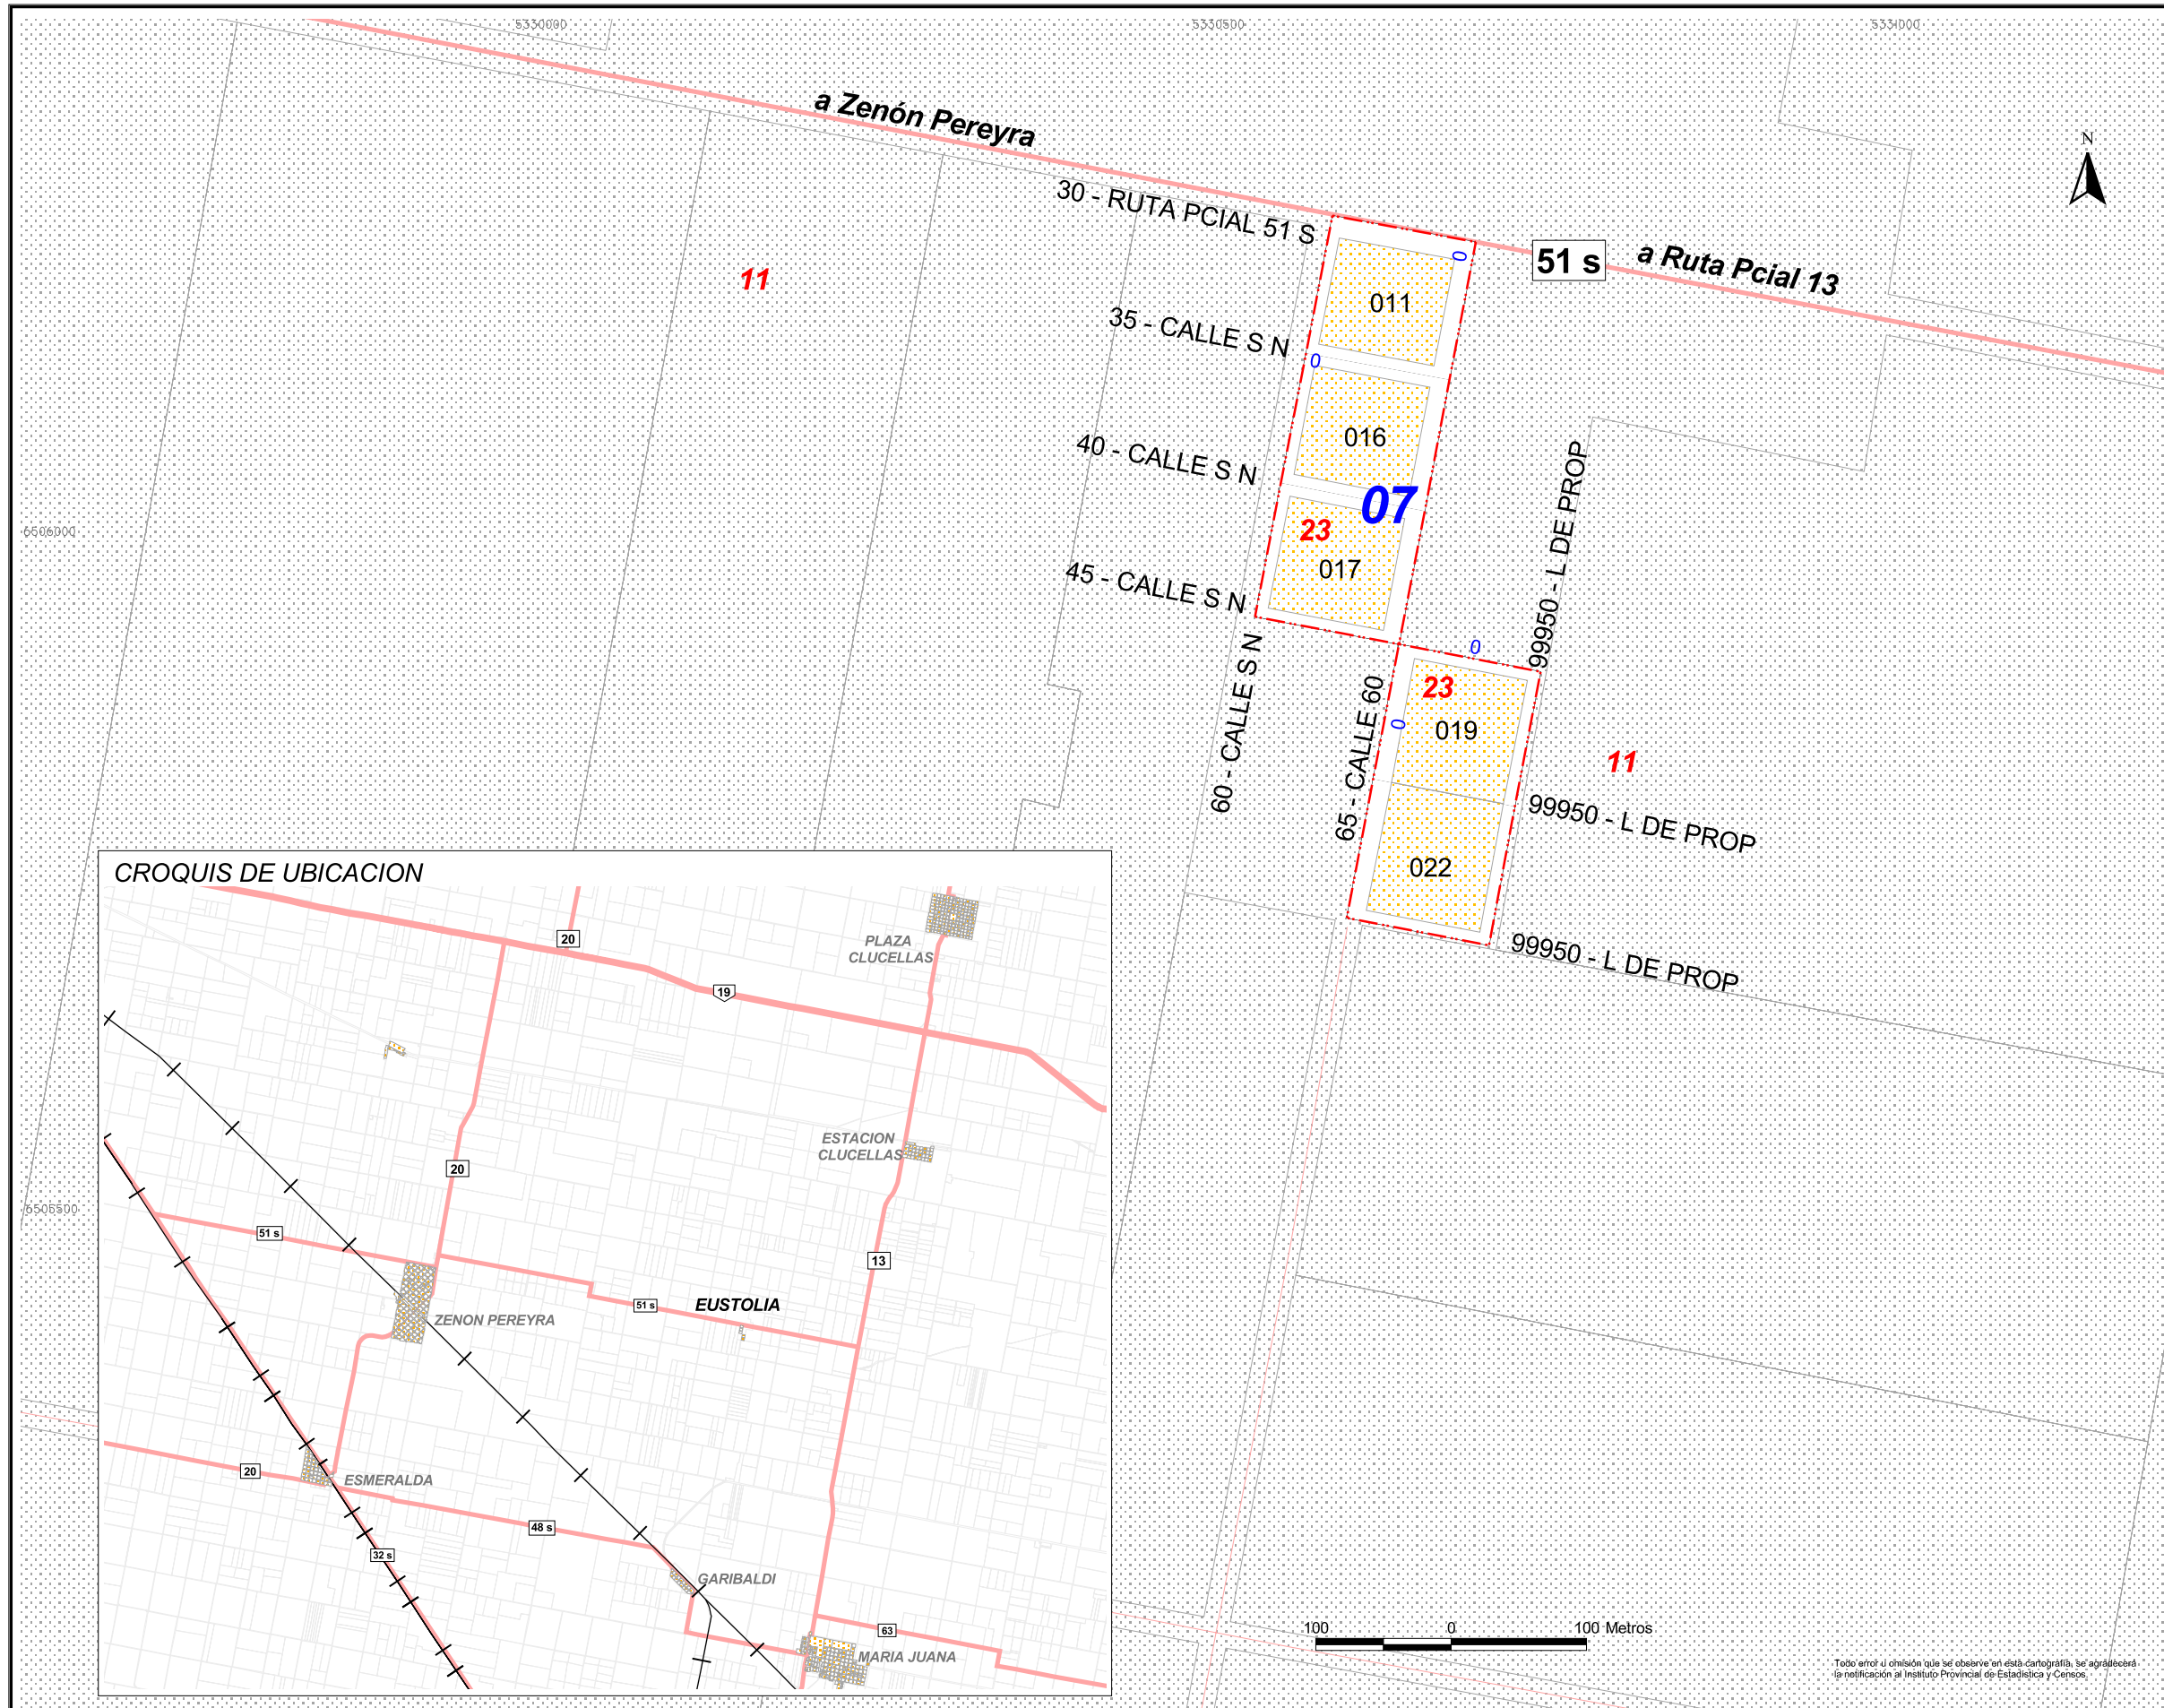 5330000
5330500
5331000
a Zenón Pereyra
N
30 - RUTA PCIAL 51 S
51 s
a Ruta Pcial 13
0
11
011
35 - CALLE S N
0
016
40 - CALLE S N
07
6506000
23
017
45 - CALLE S N
99950 - L DE PROP
60 - CALLE S N
0
65 - CALLE 60
23
0
019
11
99950 - L DE PROP
022
99950 - L DE PROP
6505500
CROQUIS DE UBICACION
20
PLAZA
CLUCELLAS
19
ESTACION
CLUCELLAS
20
51 s
13
51 s
EUSTOLIA
ZENON PEREYRA
20
ESMERALDA
48 s
32 s
GARIBALDI
63
MARIA JUANA
100 0 100 Metros
Todo error u omisión que se observe en esta cartografía, se agradecerá
la notificación al Instituto Provincial de Estadística y Censos.